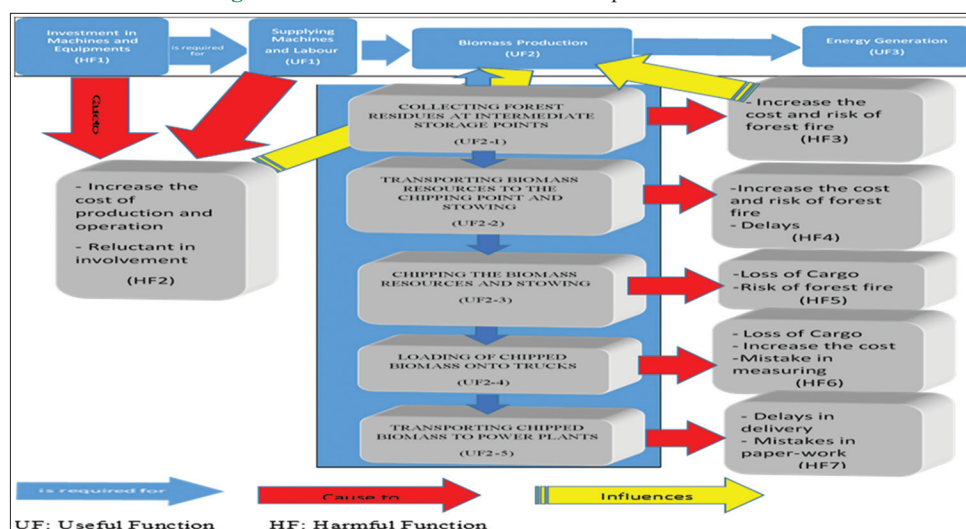 Investment In
Machines and
Equipments
(HF1)
is required
for
Supplying
Machines
and Labour
(UF1)
Biomass Production
(UF2)
Energy Generation
(UF3)
- Increase the
cost of
production and
operation
- Reluctant in
involvement
(HF2)
COLLECTING FOREST
RESIDUES AT INTERMEDIATE
STORAGE POINTS
(UF2-1)
- Increase the
cost and risk of
forest fire
(HF3)
TRANSPORTING BIOMASS
RESOURCES TO THE
CHIPPING POINT AND
STOWING
(UF2-2)
-Increase the cost
and risk of forest
fire
- Delays
(HF4)
CHIPPING THE BIOMASS
RESOURCES AND STOWING
(UF2-3)
-Loss of Cargo
-Risk of forest fire
(HF5)
LOADING OF CHIPPED
BIOMASS ONTO TRUCKS
(UF2-4)
- Loss of Cargo
- Increase the cost
-Mistake in
measuring
(HF6)
TRANSPORTING CHIPPED
BIOMASS TO POWER PLANTS
(UF2-5)
- Delays in
delivery
- Mistakes in
paper-work
(HF7)
is required for
Cause to
Influences
UF: Useful Function
HF: Harmful Function